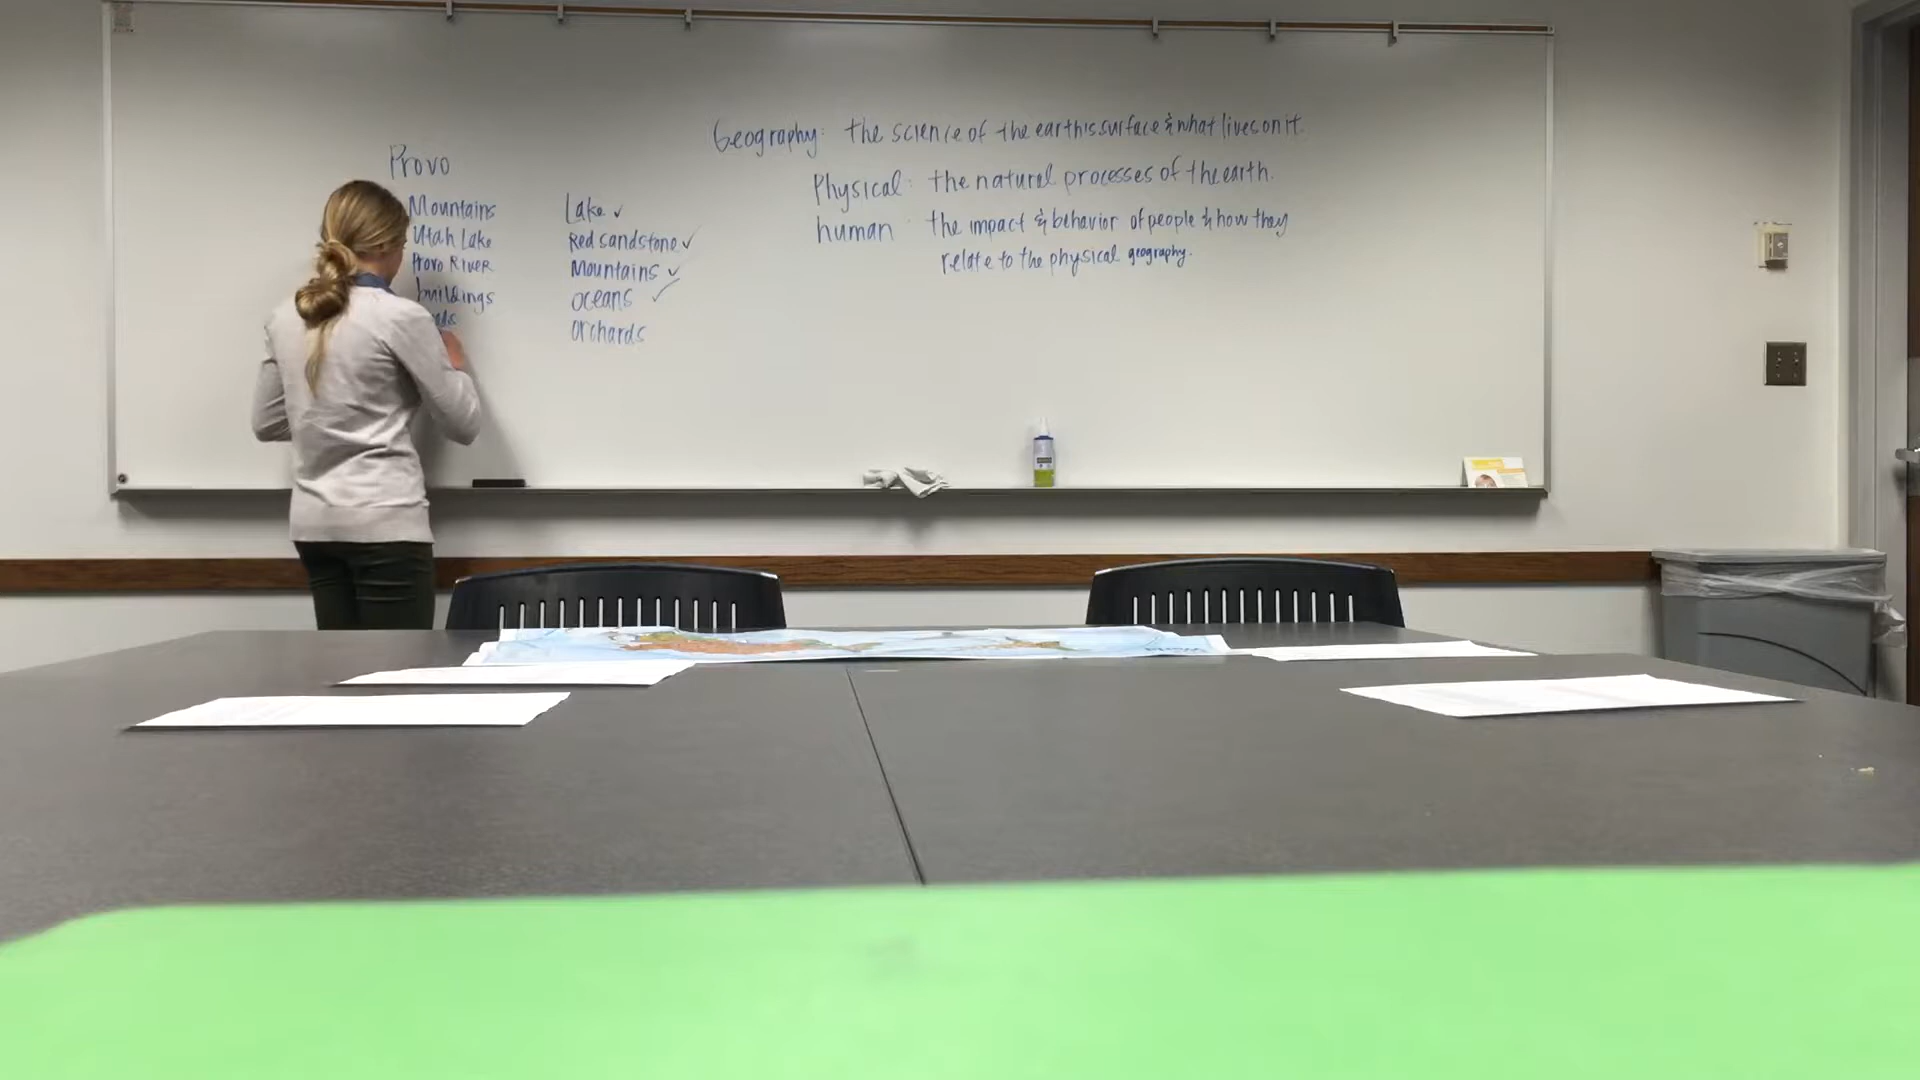 Provo
Mountains
Utah Lake
Provo River
buildings
Lake ✓
Red sandstone ✓
Mountains ✓
oceans ✓
orchards
Geography: the science of the earth's surface & what lives on it.
Physical: the natural processes of the earth.
human: the impact & behavior of people & how they
relate to the physical geography.
World